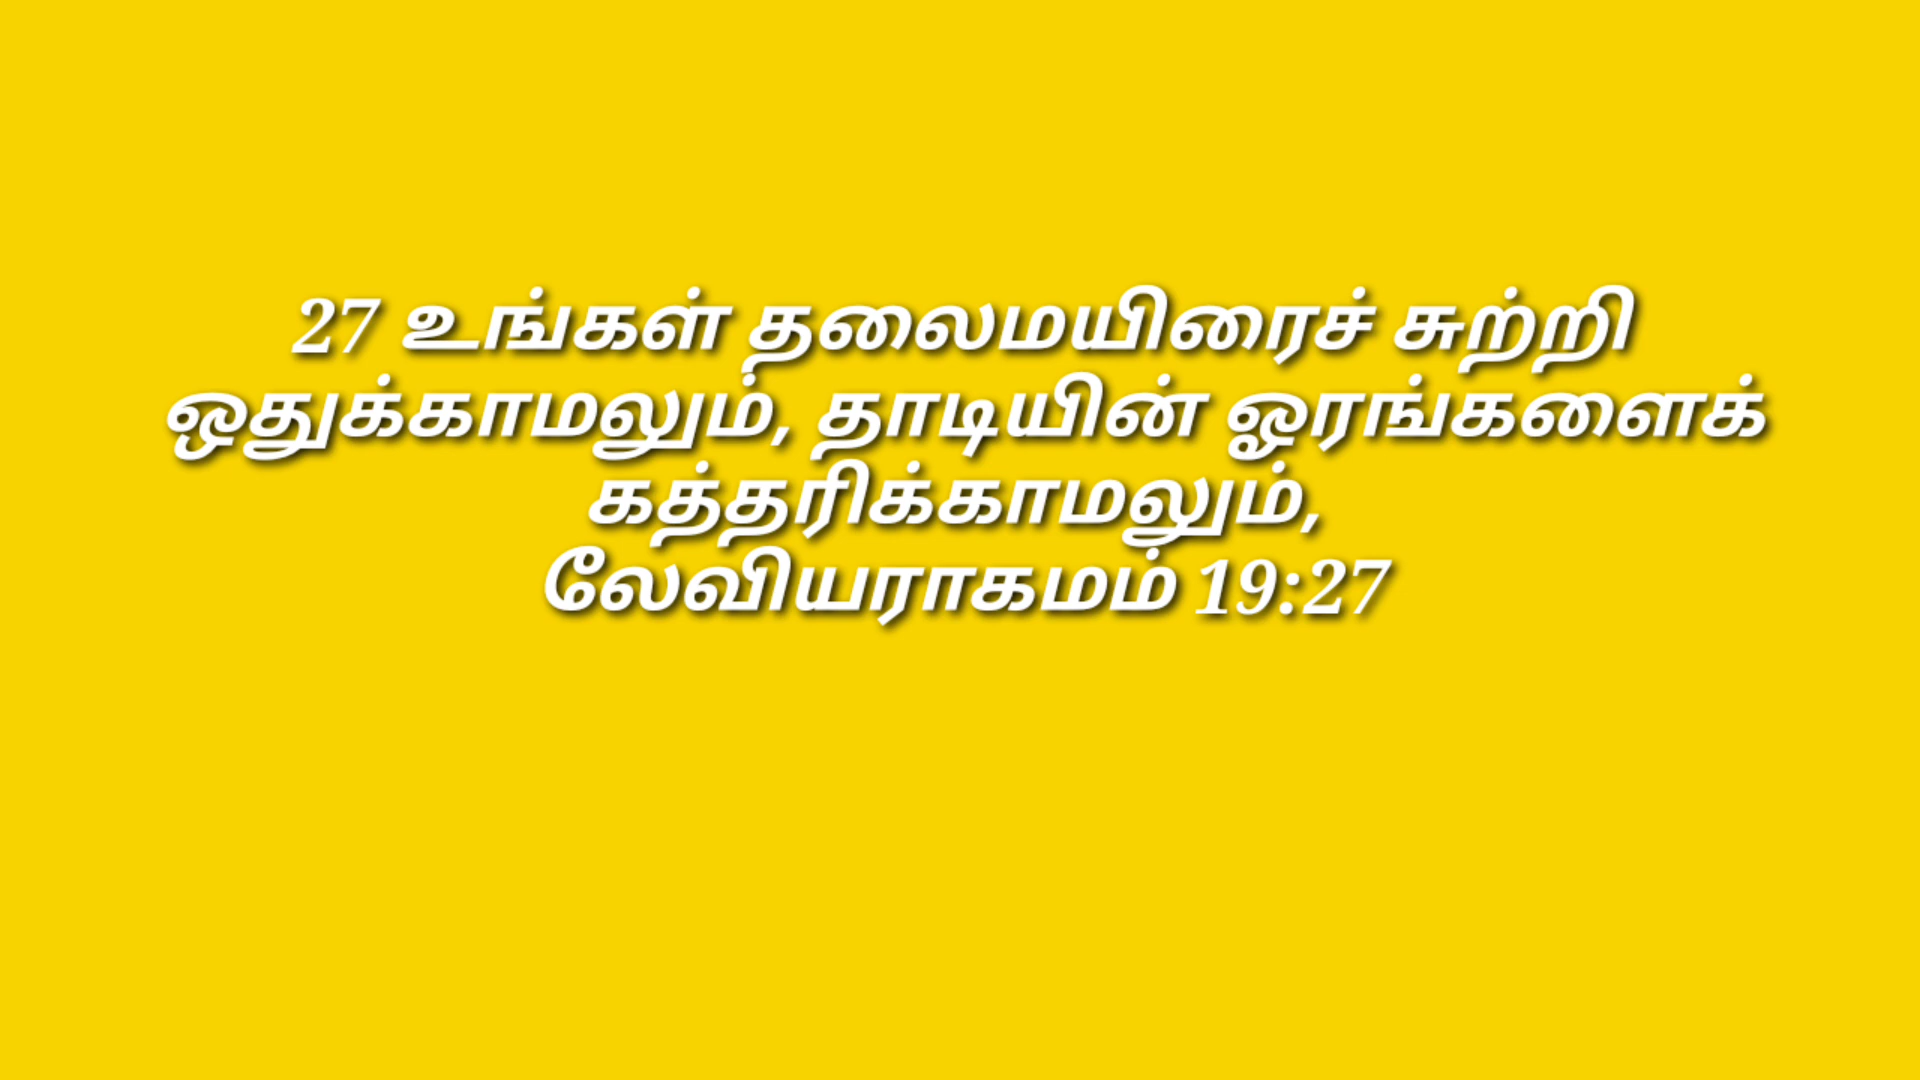 27 உங்கள் தலைமயிரைச் சுற்றி
ஒதுக்காமலும், தாடியின் ஓரங்களைக்
கத்தரிக்காமலும்,
லேவியராகமம் 19:27